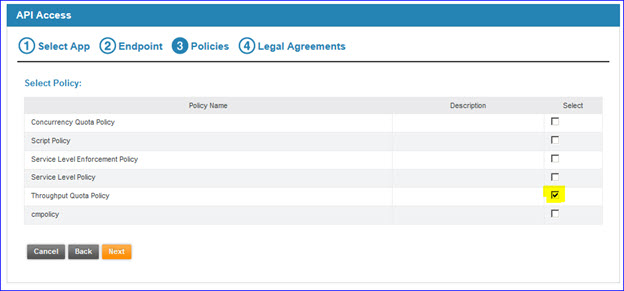 API Access
1 Select App 2 Endpoint 3 Policies 4 Legal Agreements
Select Policy:
Policy Name Description Select
Concurrency Quota Policy
Script Policy
Service Level Enforcement Policy
Service Level Policy
Throughput Quota Policy
cmpolicy
Cancel Back Next